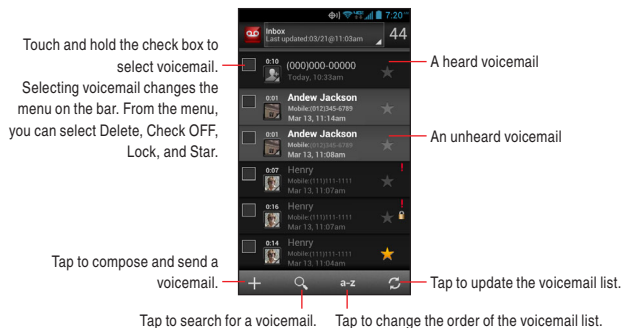 7:20
Inbox
Last updated:03/21@11:03am
44
Touch and hold the check box to
select voicemail.
Selecting voicemail changes the
menu on the bar. From the menu,
you can select Delete, Check OFF,
Lock, and Star.
0:10
(000)000-00000
Today, 10:33am
A heard voicemail
0:01
Andew Jackson
Mobile:(012)345-6789
Mar 13, 11:14am
0:01
Andew Jackson
Mobile:(012)345-6789
Mar 13, 11:08am
An unheard voicemail
0:07
Henry
Mobile:(111)111-1111
Mar 13, 11:07am
0:16
Henry
Mobile:(111)111-1111
Mar 13, 11:07am
0:14
Henry
Mobile:(111)111-1111
Mar 13, 11:04am
Tap to compose and send a
voicemail.
a-z
Tap to update the voicemail list.
Tap to search for a voicemail.
Tap to change the order of the voicemail list.